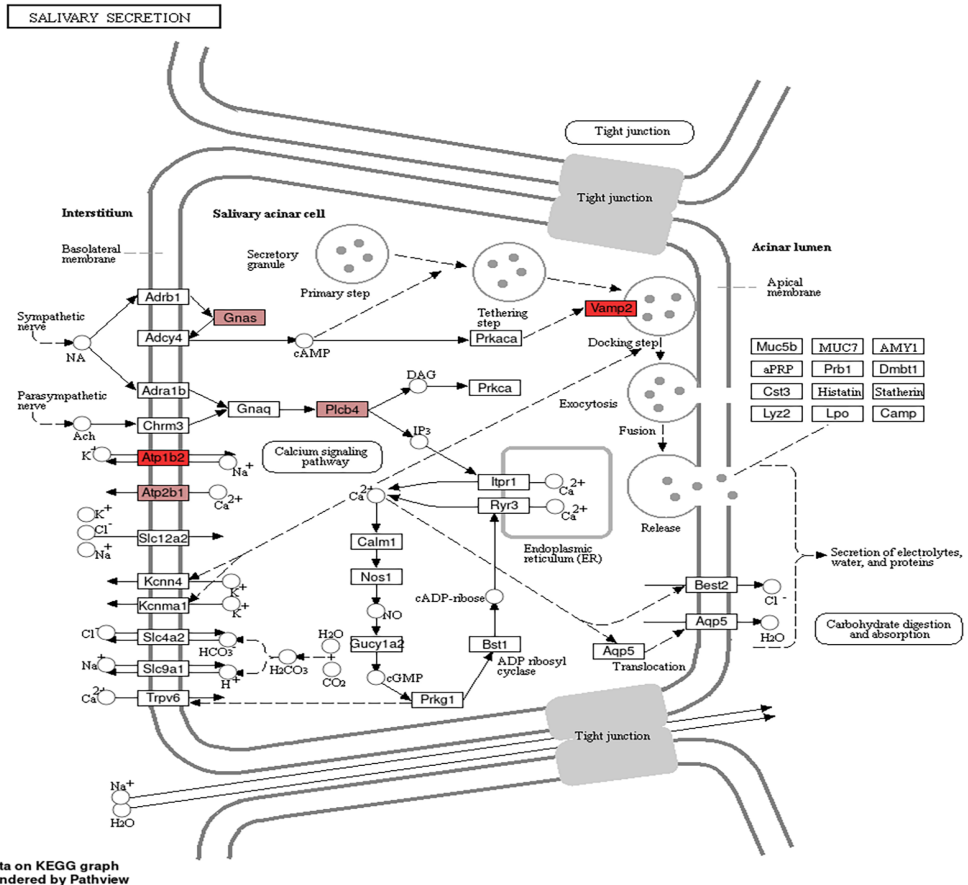 SALIVARY SECRETION
Tight junction
Tight junction
Interstitium
Salivary acinar cell
Acinar lumen
Basolateral
membrane
Secretory
granule
Primary step
Tethering
step
Apical
membrane
Adrb1
Gnas
Vamp2
Sympathetic
nerve
NA
Adcy4
cAMP
Prkaca
Docking step
Muc5b
MUC7
AMY1
aPRP
Prb1
Dmbt1
Cst3
Histatin
Statherin
Lyz2
Lpo
Camp
Adra1b
DAG
Prkca
Parasympathetic
nerve
Ach
Chrm3
Gnaq
Plcb4
IP3
Exocytosis
Fusion
K+
Atp1b2
Na+
Calcium signaling
pathway
Atp2b1
Ca2+
Ca2+
Itpr1
Ca2+
Ryr3
Ca2+
Release
K+
Cl-
Na+
Slc12a2
Calm1
Endoplasmic
reticulum (ER)
Secretion of electrolytes,
water, and proteins
Kcnn4
K+
Nos1
Best2
Cl -
Kcnma1
K+
NO
cADP-ribose
Aqp5
H2O
Carbohydrate digestion
and absorption
Cl-
Slc4a2
HCO3-
H2O
+
CO2
H2CO3
Gucy1a2
Bst1
ADP ribosyl
cyclase
Aqp5
Translocation
Na+
Slc9a1
H+
cGMP
Ca2+
Trpv6
Prkg1
Tight junction
Na+
H2O
ta on KEGG graph
ndered by Pathview